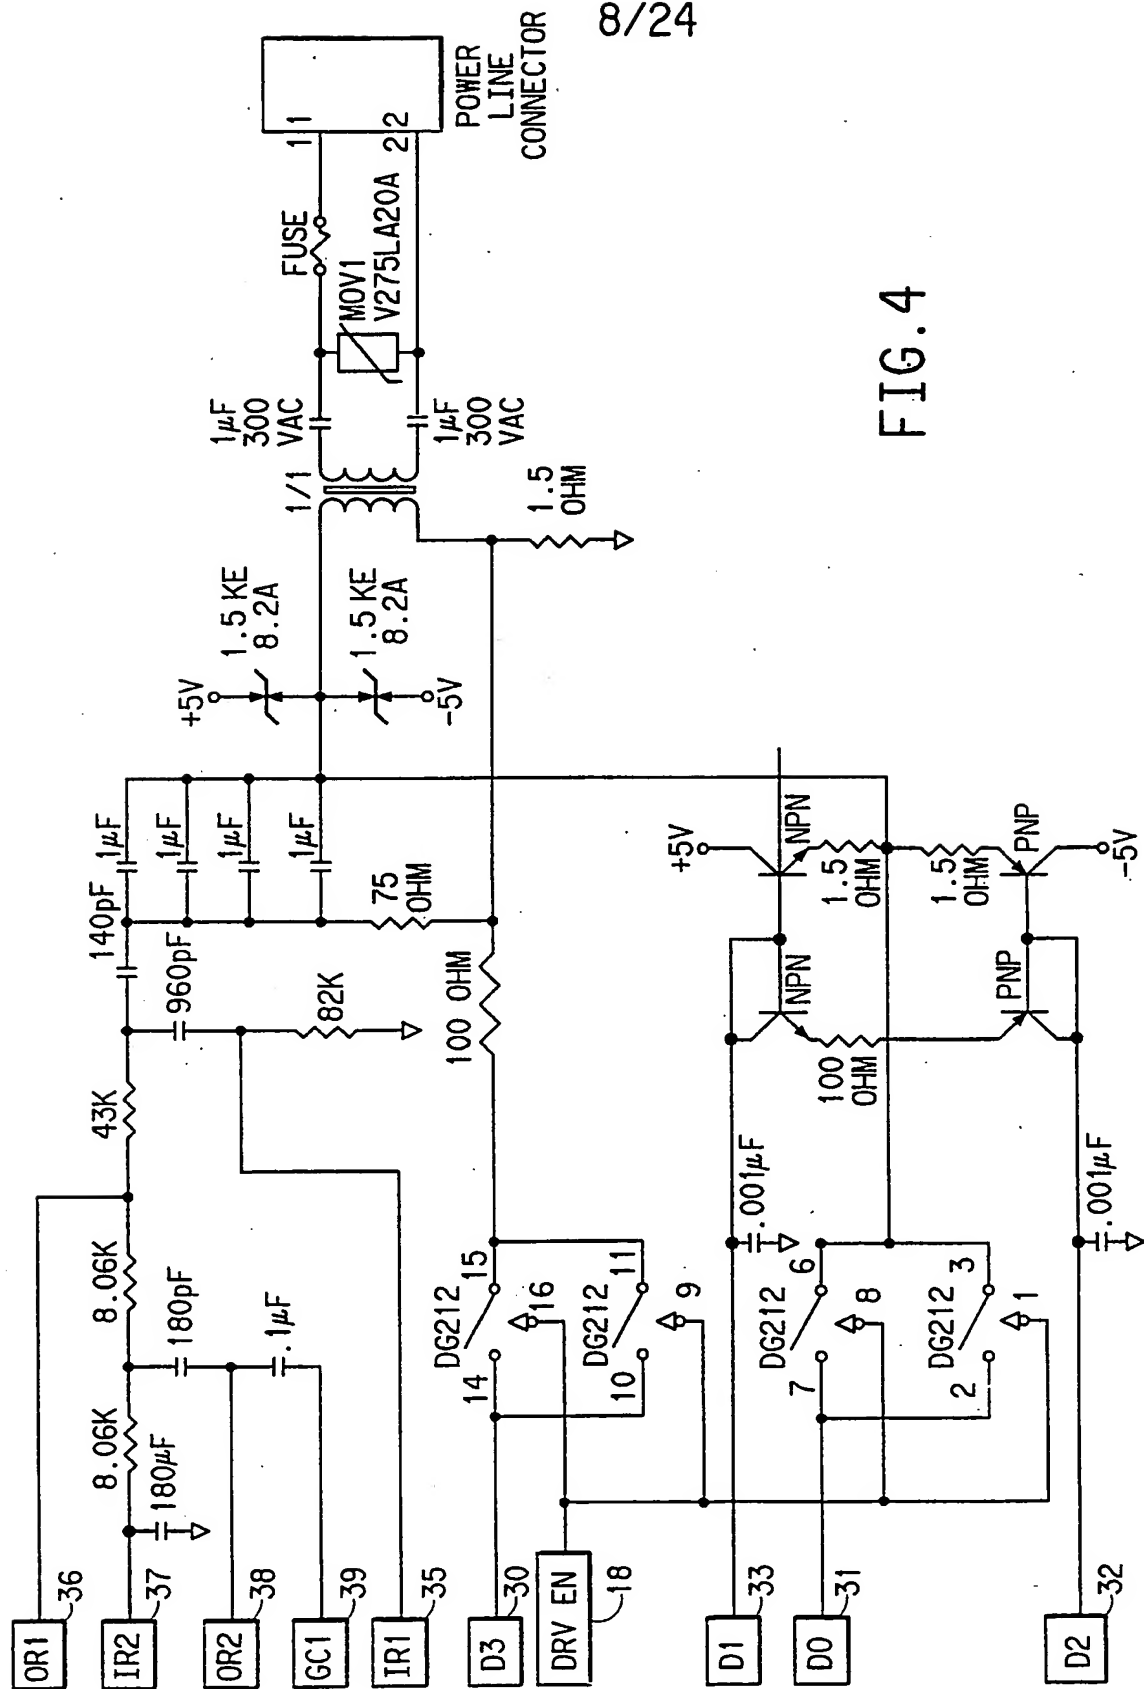 8/24
POWER
LINE
CONNECTOR
1 1
2 2
FUSE
MOV1
V275LA20A
1µF
300
VAC
1µF
300
VAC
1/1
1.5
OHM
+5V
1.5KE
8.2A
1.5KE
8.2A
-5V
1µF
1µF
1µF
1µF
140pF
960pF
75
OHM
82K
100 OHM
43K
8.06K
8.06K
180pF
.1µF
180µF
OR1
36
IR2
37
OR2
38
GC1
39
IR1
35
D3
30
DRV EN
18
D1
33
D0
31
D2
32
DG212
14
15
16
DG212
10
11
9
DG212
7
6
8
DG212
2
3
1
.001µF
.001µF
+5V
NPN
NPN
1.5
OHM
1.5
OHM
100
OHM
PNP
PNP
-5V
FIG.4